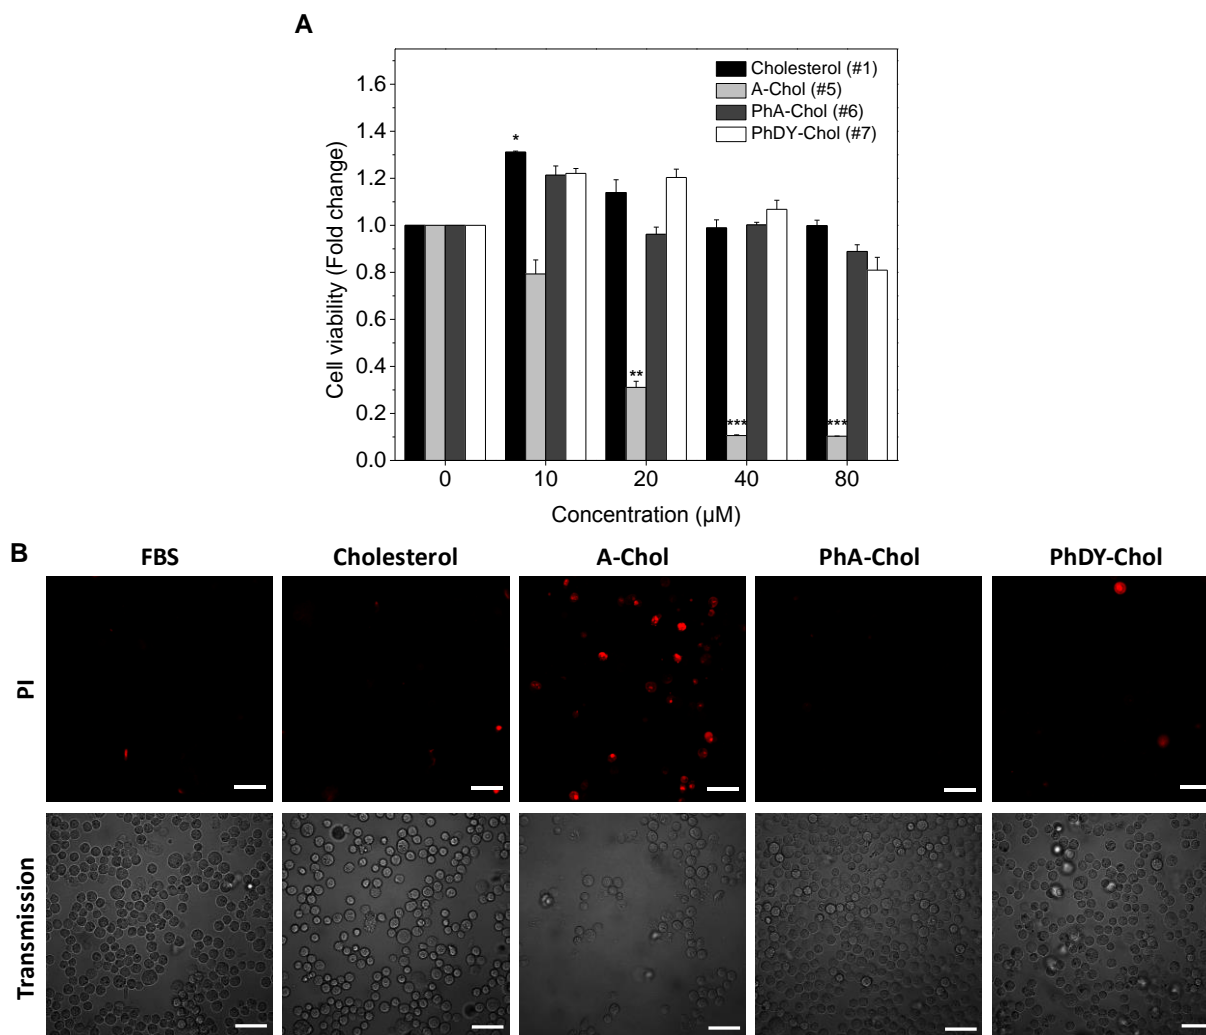 A
1.6
1.4
1.2
1.0
0.8
0.6
0.4
0.2
0.0
Cell viability (Fold change)
Cholesterol (#1)
A-Chol (#5)
PhA-Chol (#6)
PhDY-Chol (#7)
*
**
***
***
0 10 20 40 80
Concentration (µM)
B
FBS Cholesterol A-Chol PhA-Chol PhDY-Chol
PI
Transmission